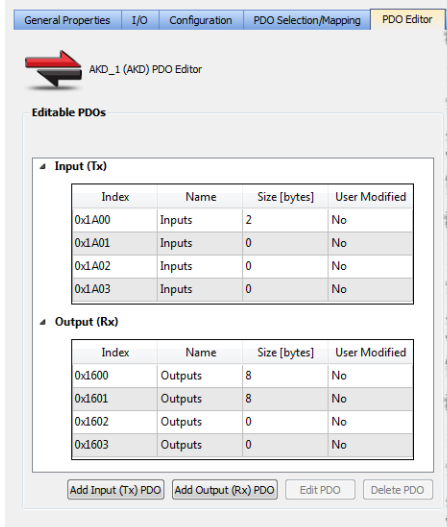 General Properties I/O Configuration PDO Selection/Mapping PDO Editor
AKD_1 (AKD) PDO Editor
Editable PDOs
Input (Tx)
Index Name Size [bytes] User Modified
0x1A00 Inputs 2 No
0x1A01 Inputs 0 No
0x1A02 Inputs 0 No
0x1A03 Inputs 0 No
Output (Rx)
Index Name Size [bytes] User Modified
0x1600 Outputs 8 No
0x1601 Outputs 8 No
0x1602 Outputs 0 No
0x1603 Outputs 0 No
Add Input (Tx) PDO Add Output (Rx) PDO Edit PDO Delete PDO